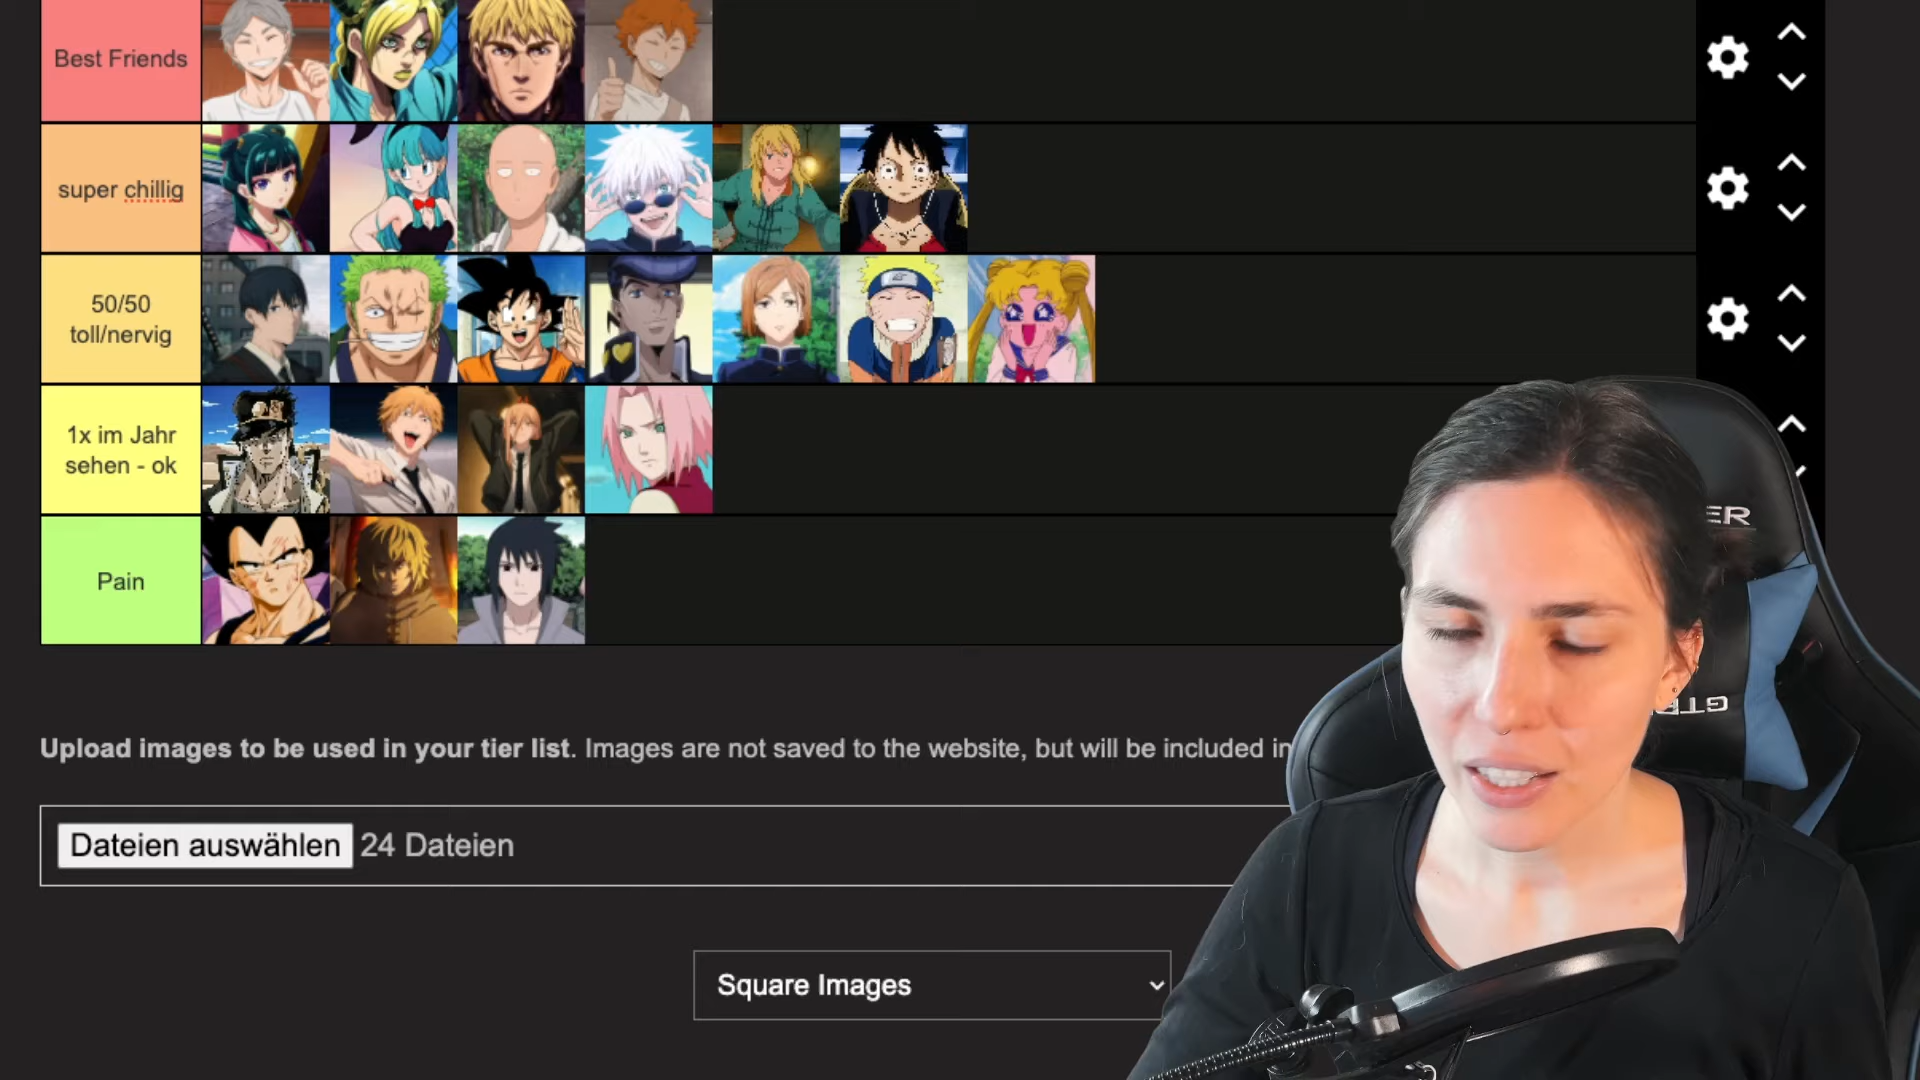 Best Friends
super chillig
50/50
toll/nervig
1x im Jahr
sehen - ok
Pain
Upload images to be used in your tier list. Images are not saved to the website, but will be included in
Dateien auswählen 24 Dateien
Square Images
ER
GT